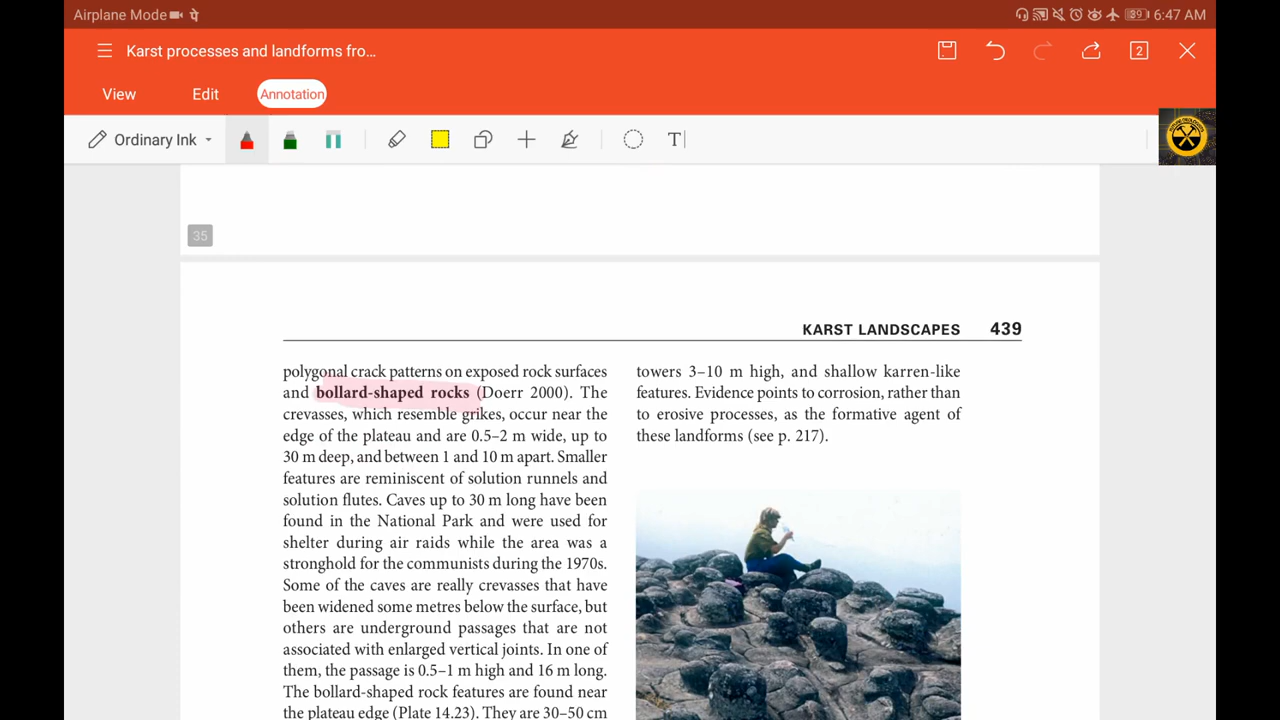 Airplane Mode
39 6:47 AM
Karst processes and landforms fro...
2
View Edit Annotation
Ordinary Ink
T
35
KARST LANDSCAPES 439
polygonal crack patterns on exposed rock surfaces
and bollard-shaped rocks (Doerr 2000). The
crevasses, which resemble grikes, occur near the
edge of the plateau and are 0.5–2 m wide, up to
30 m deep, and between 1 and 10 m apart. Smaller
features are reminiscent of solution runnels and
solution flutes. Caves up to 30 m long have been
found in the National Park and were used for
shelter during air raids while the area was a
stronghold for the communists during the 1970s.
Some of the caves are really crevasses that have
been widened some metres below the surface, but
others are underground passages that are not
associated with enlarged vertical joints. In one of
them, the passage is 0.5–1 m high and 16 m long.
The bollard-shaped rock features are found near
the plateau edge (Plate 14.23). They are 30–50 cm
towers 3–10 m high, and shallow karren-like
features. Evidence points to corrosion, rather than
to erosive processes, as the formative agent of
these landforms (see p. 217).